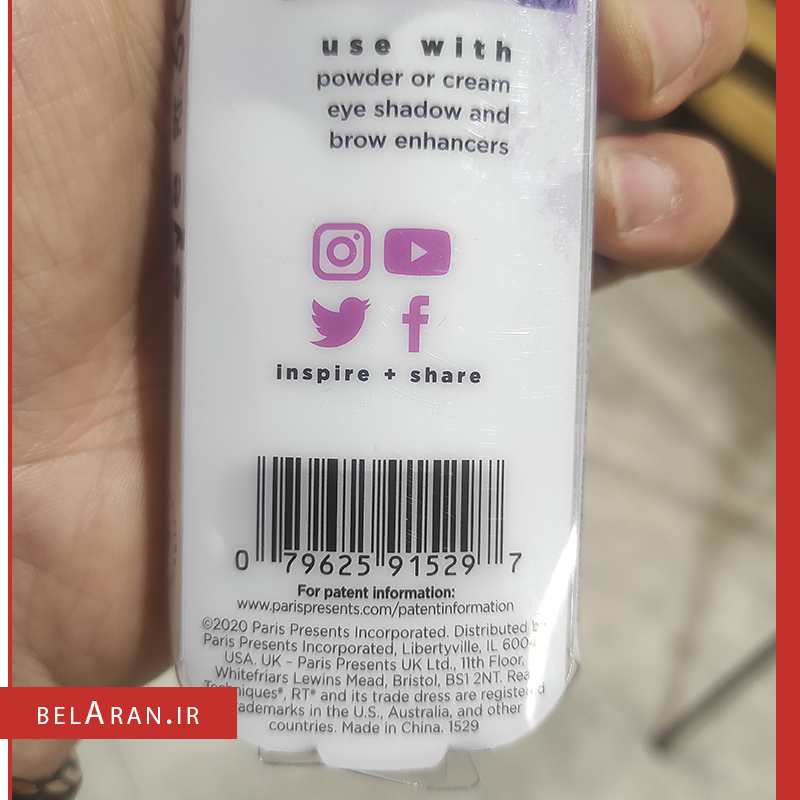 use with
powder or cream
eye shadow and
brow enhancers
inspire + share
0 79625 91529 7
For patent information:
www.parispresents.com/patentinformation
©2020 Paris Presents Incorporated. Distributed by
Paris Presents Incorporated, Libertyville, IL 6004
USA. UK – Paris Presents UK Ltd., 11th Floor,
Whitefriars Lewins Mead, Bristol, BS1 2NT. Real
Techniques®, RT® and its trade dress are registered
trademarks in the U.S., Australia, and other
countries. Made in China. 1529
BELARAN.IR